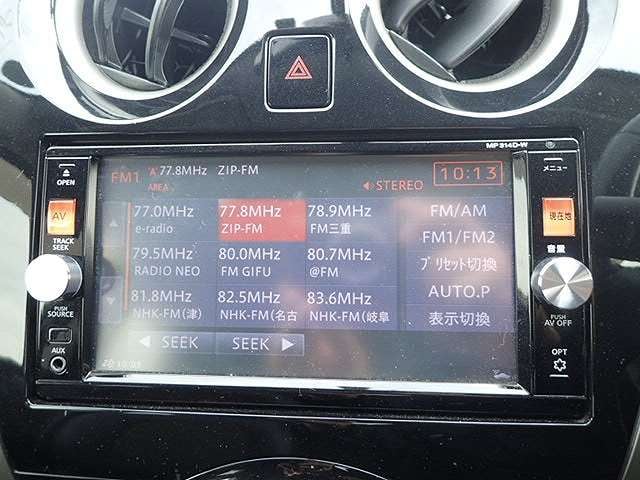 MP314D-W
OPEN
AV
TRACK
SEEK
PUSH
SOURCE
AUX
FM1 A 77.8MHz ZIP-FM
AREA
STEREO
10:13
77.0MHz
e-radio
77.8MHz
ZIP-FM
78.9MHz
FM三重
79.5MHz
RADIO NEO
80.0MHz
FM GIFU
80.7MHz
@FM
81.8MHz
NHK-FM(津)
82.5MHz
NHK-FM(名古
83.6MHz
NHK-FM(岐阜
FM/AM
FM1/FM2
プリセット切換
AUTO.P
表示切換
SEEK
SEEK
メニュー
現在地
音量
PUSH
AV OFF
OPT